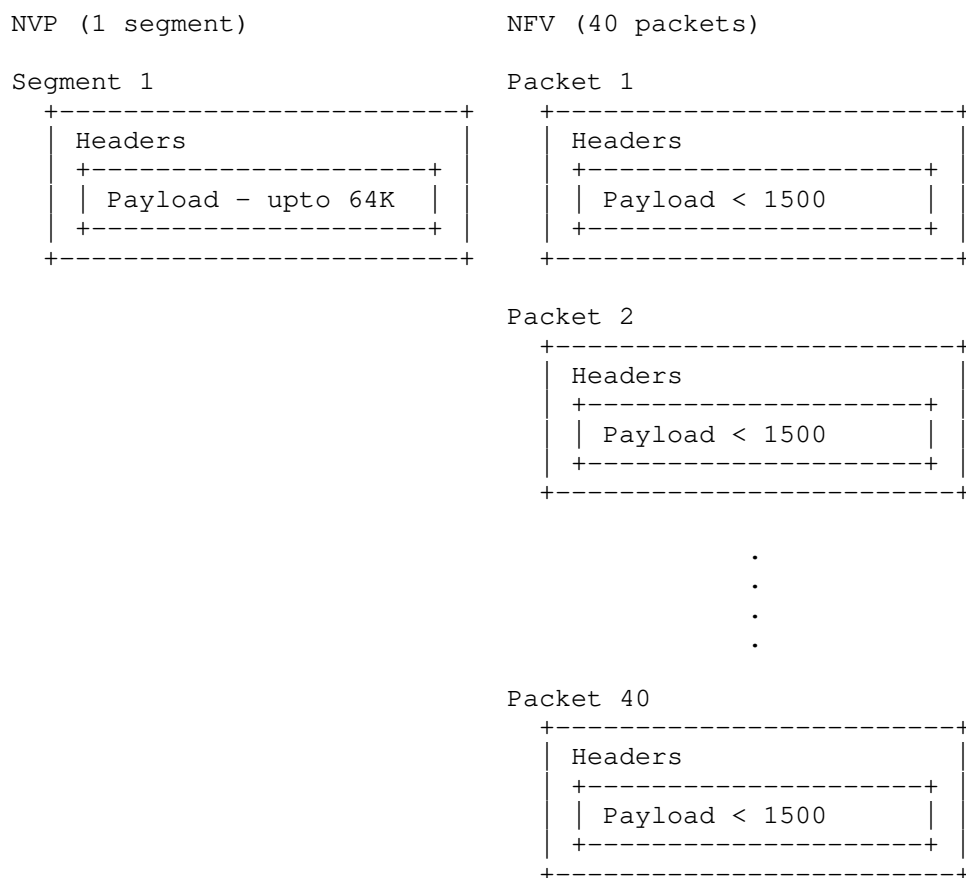 NVP (1 segment) NFV (40 packets)
Segment 1 Packet 1
Headers Headers
Payload - upto 64K Payload < 1500
Packet 2
Headers
Payload < 1500
.
.
.
.
Packet 40
Headers
Payload < 1500